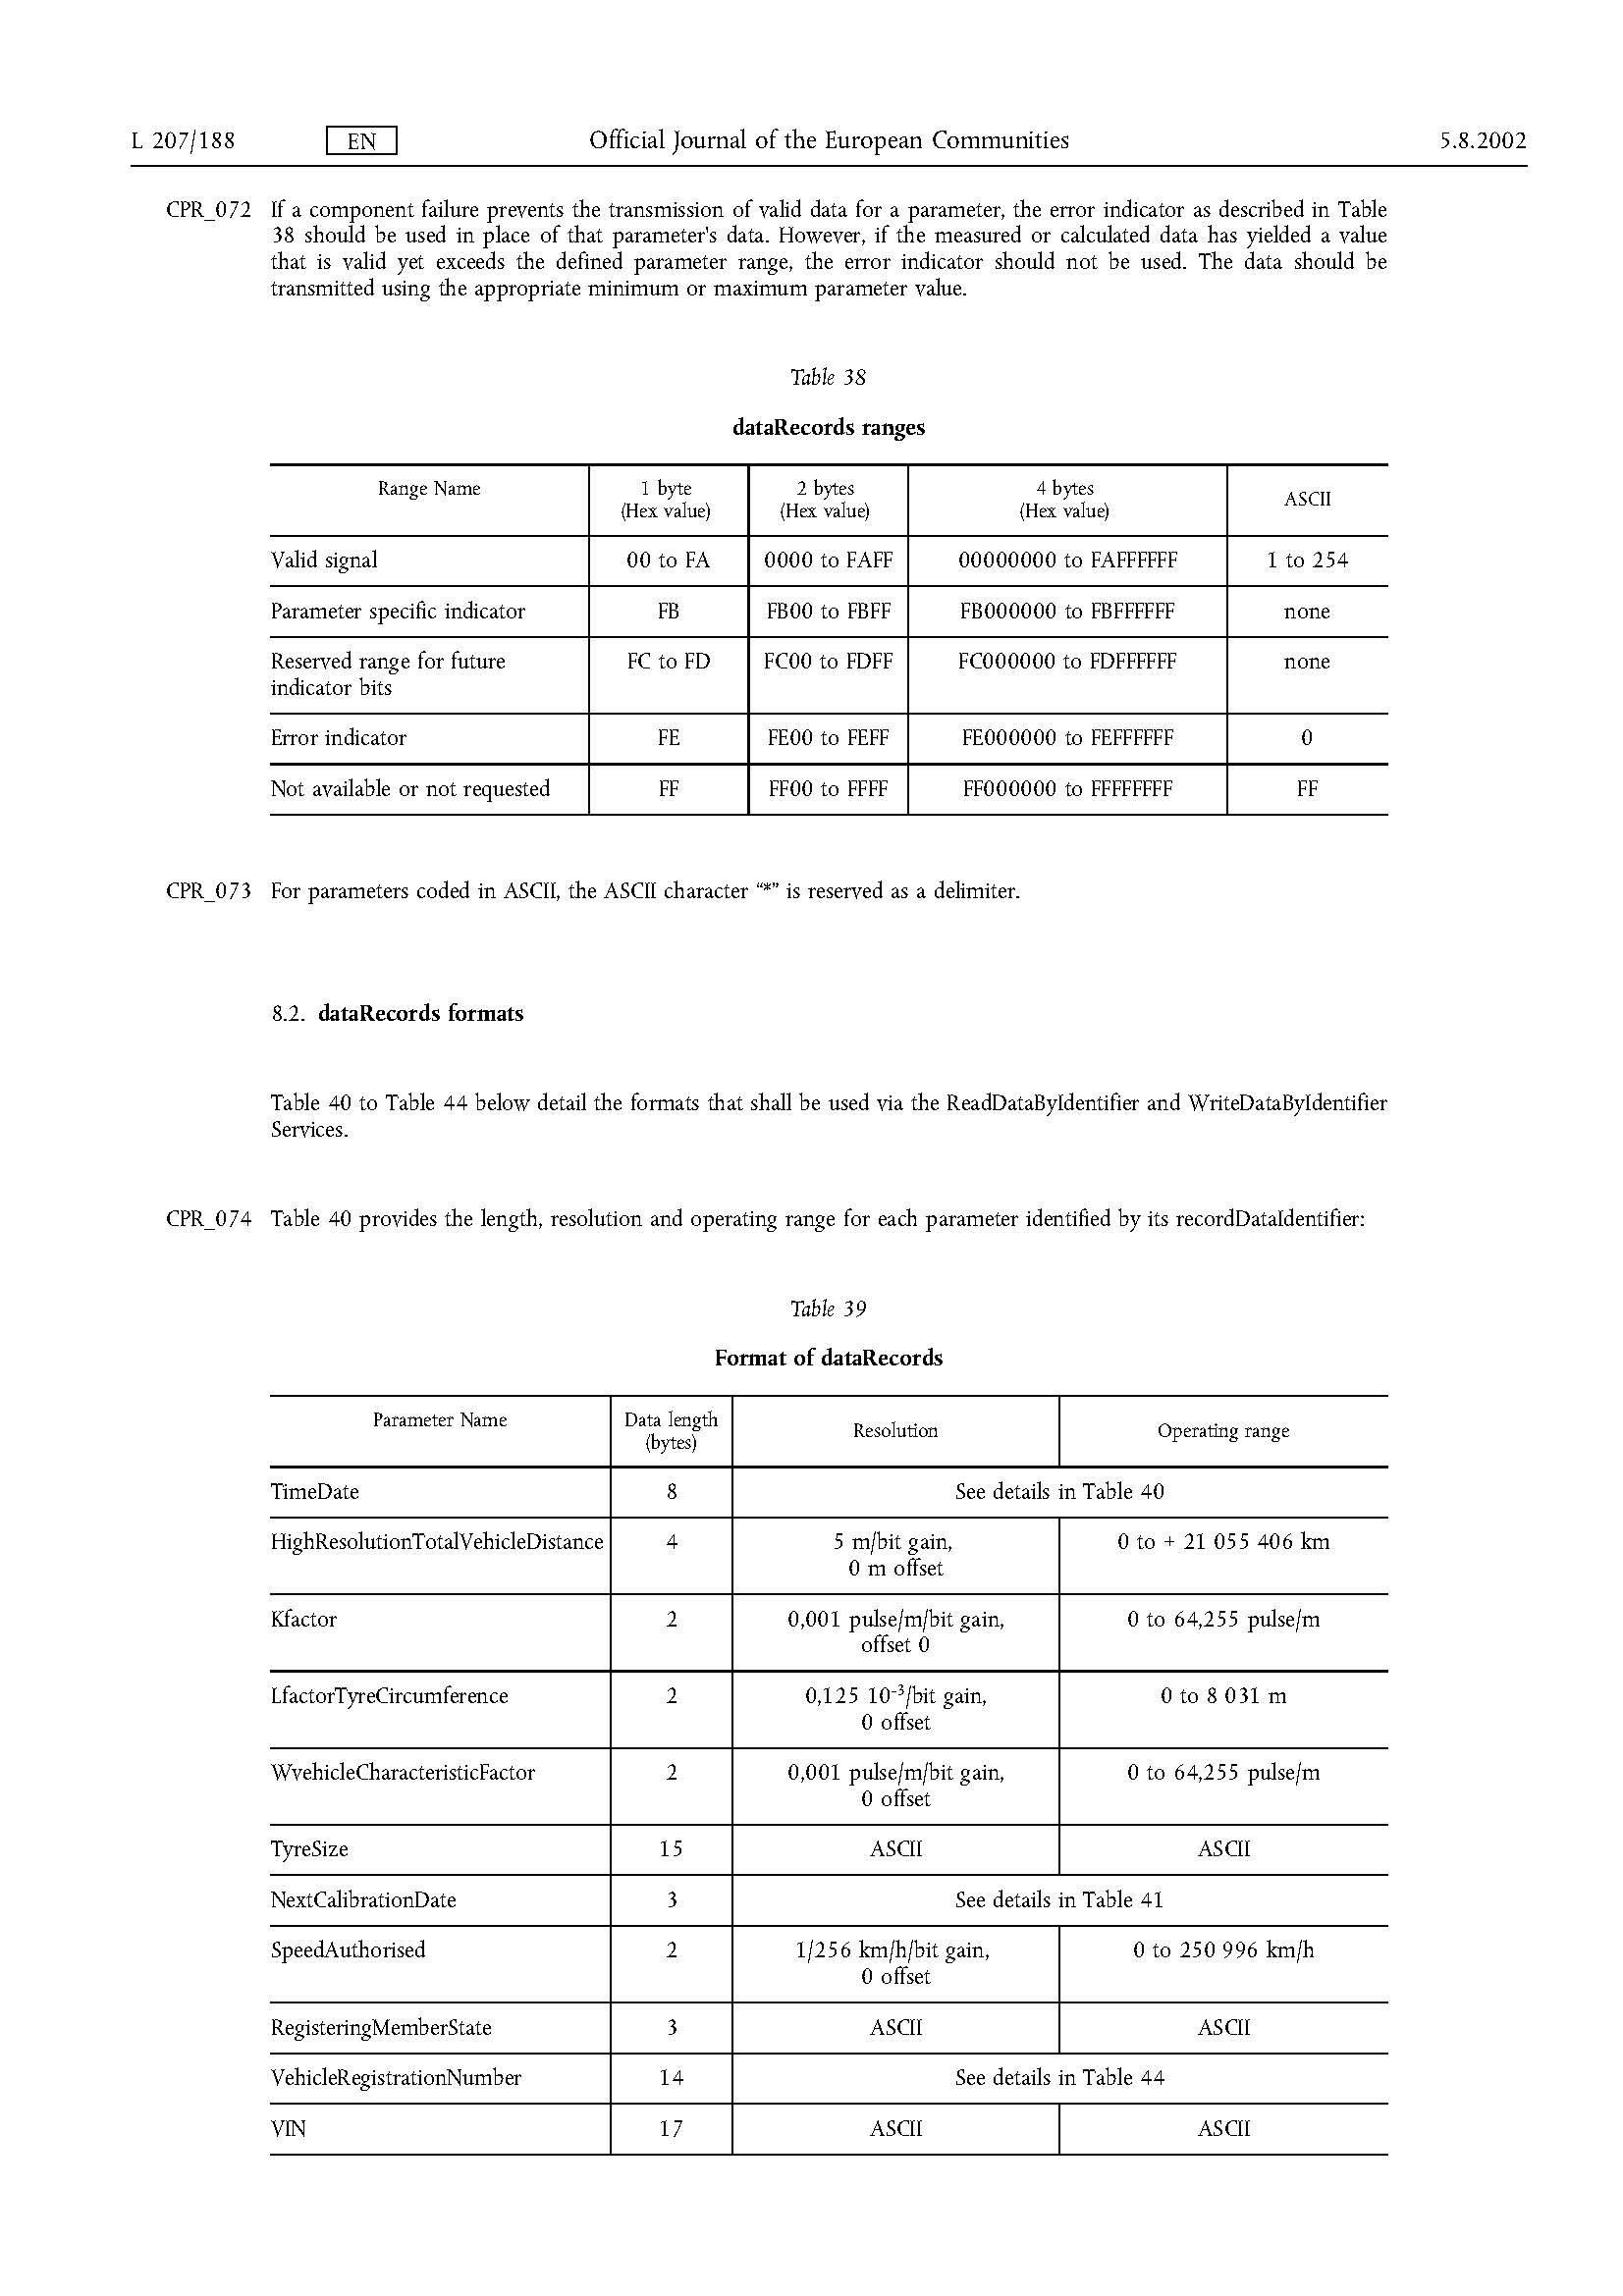 L 207/188 EN Official Journal of the European Communities 5.8.2002
CPR_072 If a component failure prevents the transmission of valid data for a parameter, the error indicator as described in Table
38 should be used in place of that parameter's data. However, if the measured or calculated data has yielded a value
that is valid yet exceeds the defined parameter range, the error indicator should not be used. The data should be
transmitted using the appropriate minimum or maximum parameter value.
Table 38
dataRecords ranges
Range Name 1 byte (Hex value) 2 bytes (Hex value) 4 bytes (Hex value) ASCII
Valid signal 00 to FA 0000 to FAFF 00000000 to FAFFFFFF 1 to 254
Parameter specific indicator FB FB00 to FBFF FB000000 to FBFFFFFF none
Reserved range for future FC to FD FC00 to FDFF FC000000 to FDFFFFFF none
indicator bits
Error indicator FE FE00 to FEFF FE000000 to FEFFFFFF 0
Not available or not requested FF FF00 to FFFF FF000000 to FFFFFFFF FF
CPR_073 For parameters coded in ASCII, the ASCII character “*” is reserved as a delimiter.
8.2. dataRecords formats
Table 40 to Table 44 below detail the formats that shall be used via the ReadDataByIdentifier and WriteDataByIdentifier
Services.
CPR_074 Table 40 provides the length, resolution and operating range for each parameter identified by its recordDataIdentifier:
Table 39
Format of dataRecords
Parameter Name Data length (bytes) Resolution Operating range
TimeDate 8 See details in Table 40
HighResolutionTotalVehicleDistance 4 5 m/bit gain, 0 to + 21 055 406 km
0 m offset
Kfactor 2 0,001 pulse/m/bit gain, 0 to 64,255 pulse/m
offset 0
LfactorTyreCircumference 2 0,125 10⁻³/bit gain, 0 to 8 031 m
0 offset
WvehicleCharacteristicFactor 2 0,001 pulse/m/bit gain, 0 to 64,255 pulse/m
0 offset
TyreSize 15 ASCII ASCII
NextCalibrationDate 3 See details in Table 41
SpeedAuthorised 2 1/256 km/h/bit gain, 0 to 250 996 km/h
0 offset
RegisteringMemberState 3 ASCII ASCII
VehicleRegistrationNumber 14 See details in Table 44
VIN 17 ASCII ASCII